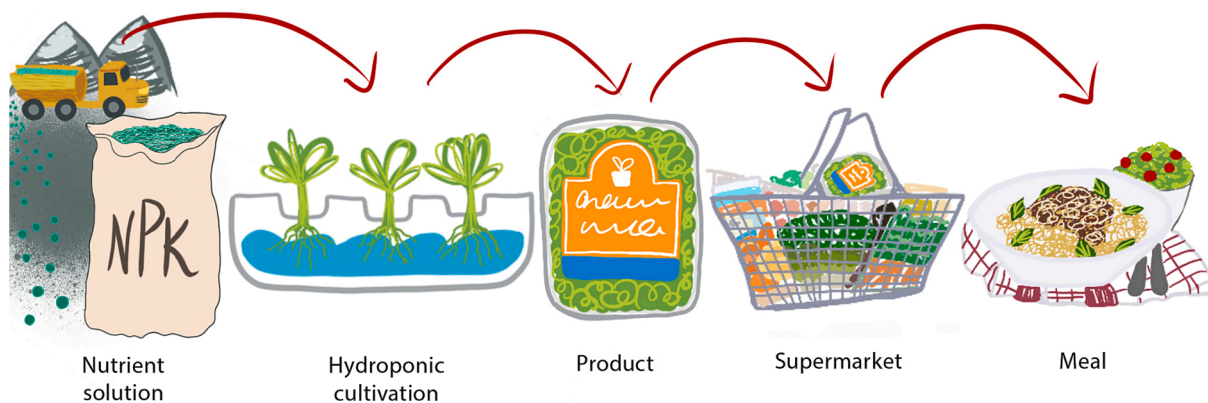 NPK
Nutrient
solution
Hydroponic
cultivation
Product
Supermarket
Meal